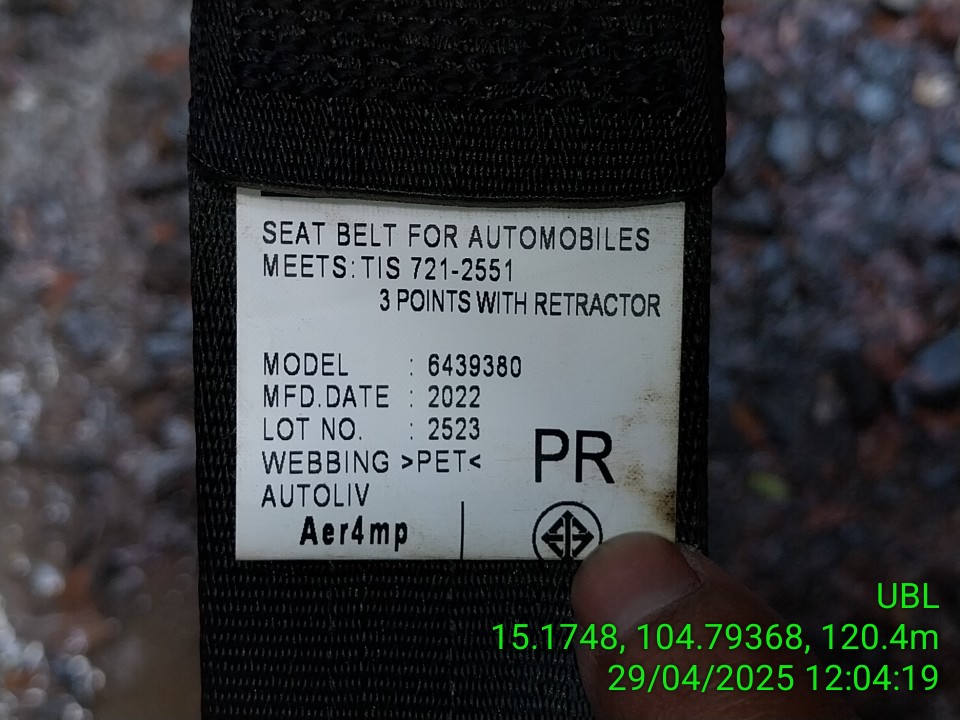 SEAT BELT FOR AUTOMOBILES
MEETS: TIS 721-2551
3 POINTS WITH RETRACTOR
MODEL : 6439380
MFD.DATE : 2022
LOT NO. : 2523
WEBBING >PET<
PR
AUTOLIV
Aer4mp
UBL
15.1748, 104.79368, 120.4m
29/04/2025 12:04:19